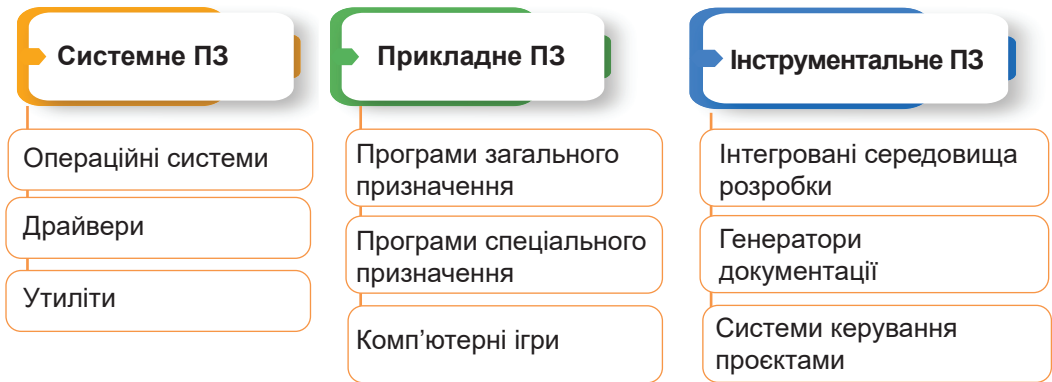 Системне ПЗ
Операційні системи
Драйвери
Утиліти
Прикладне ПЗ
Програми загального
призначення
Програми спеціального
призначення
Комп’ютерні ігри
Інструментальне ПЗ
Інтегровані середовища
розробки
Генератори
документації
Системи керування
проєктами